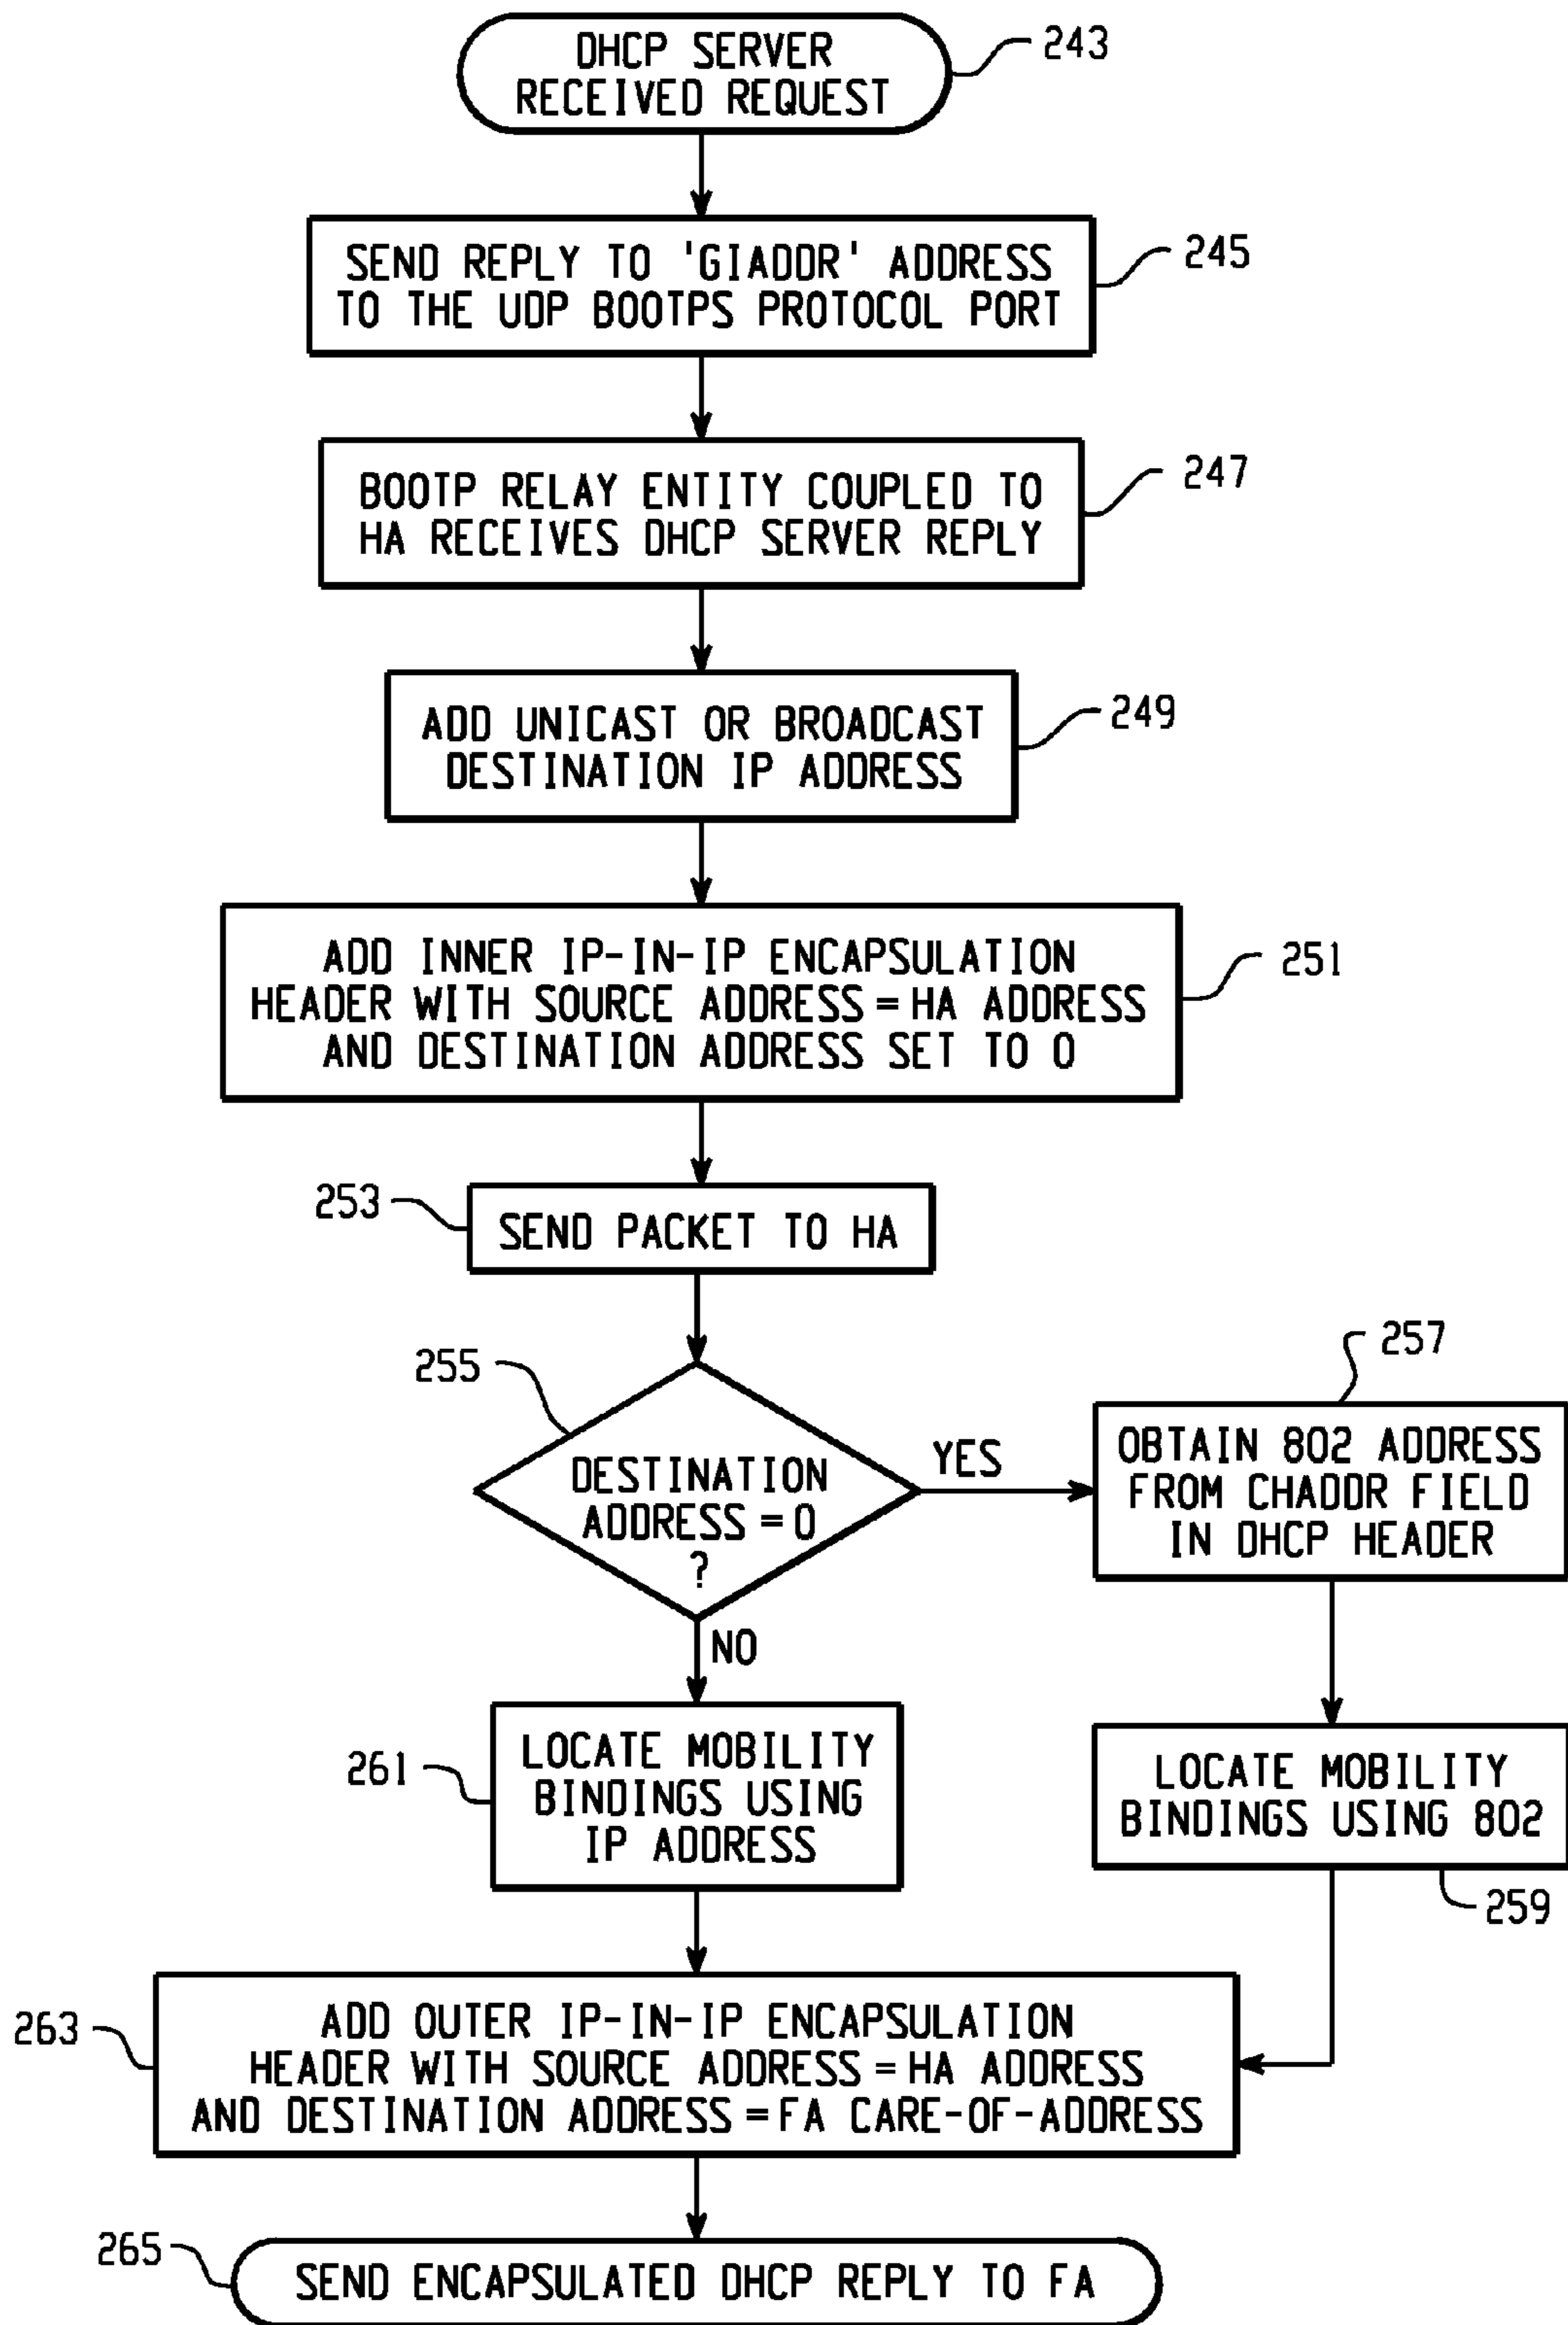 DHCP SERVER
RECEIVED REQUEST
243
SEND REPLY TO 'GIADDR' ADDRESS
TO THE UDP BOOTPS PROTOCOL PORT
245
BOOTP RELAY ENTITY COUPLED TO
HA RECEIVES DHCP SERVER REPLY
247
ADD UNICAST OR BROADCAST
DESTINATION IP ADDRESS
249
ADD INNER IP-IN-IP ENCAPSULATION
HEADER WITH SOURCE ADDRESS = HA ADDRESS
AND DESTINATION ADDRESS SET TO 0
251
253
SEND PACKET TO HA
255
DESTINATION
ADDRESS = 0
?
YES
NO
257
OBTAIN 802 ADDRESS
FROM CHADDR FIELD
IN DHCP HEADER
261
LOCATE MOBILITY
BINDINGS USING
IP ADDRESS
LOCATE MOBILITY
BINDINGS USING 802
259
263
ADD OUTER IP-IN-IP ENCAPSULATION
HEADER WITH SOURCE ADDRESS = HA ADDRESS
AND DESTINATION ADDRESS = FA CARE-OF-ADDRESS
265
SEND ENCAPSULATED DHCP REPLY TO FA